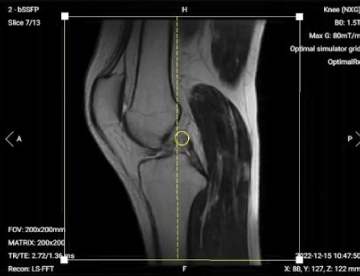 2 - bSSFP
Slice 7/13
H
Knee (NXG)
B0: 1.5T
Max G: 80mT/m
Optimal simulator grid
OptimalRx
A
P
FOV: 200x200mm
MATRIX: 200x200
TR/TE: 2.72/1.36 ms
Recon: LS-FFT
F
2022-12-15 10:47:50
X: 88, Y: 127, Z: 122 mm